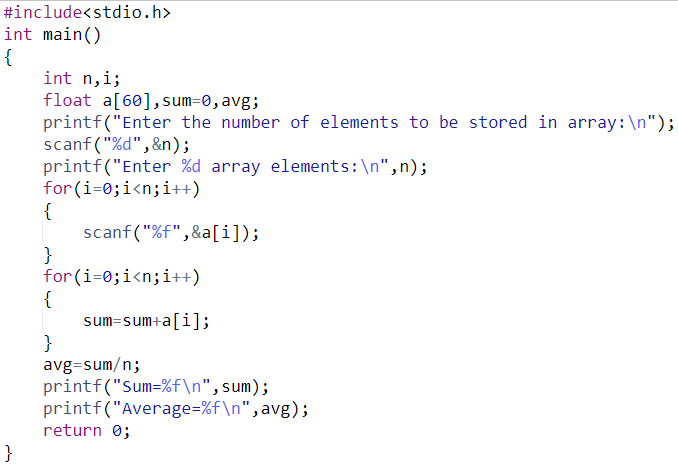 #include<stdio.h>
int main()
{
    int n,i;
    float a[60],sum=0,avg;
    printf("Enter the number of elements to be stored in array:\n");
    scanf("%d",&n);
    printf("Enter %d array elements:\n",n);
    for(i=0;i<n;i++)
    {
        scanf("%f",&a[i]);
    }
    for(i=0;i<n;i++)
    {
        sum=sum+a[i];
    }
    avg=sum/n;
    printf("Sum=%f\n",sum);
    printf("Average=%f\n",avg);
    return 0;
}